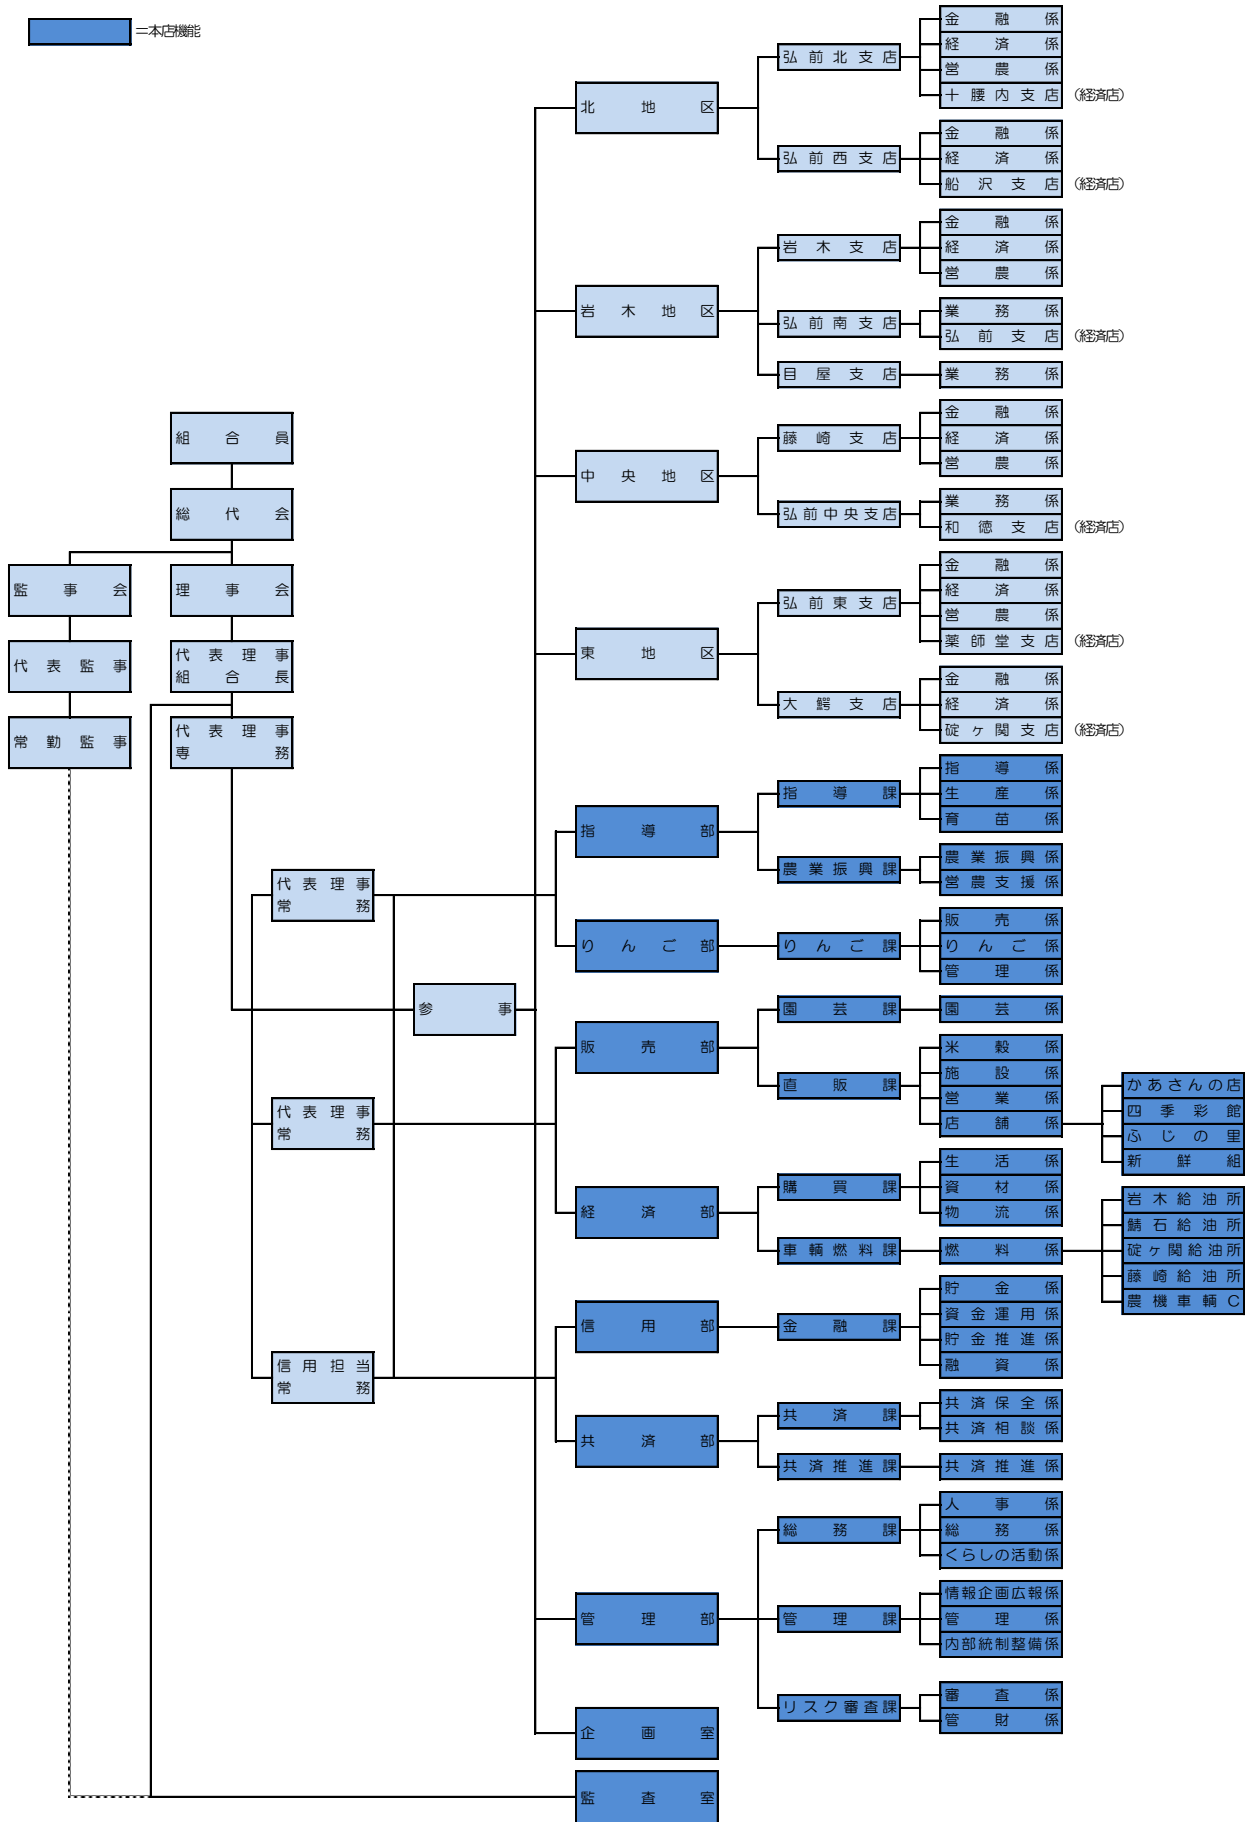 =本店機能
組合員
総代会
監事会
理事会
代表監事
代表理事
組合長
常勤監事
代表理事
専務
代表理事
常務
代表理事
常務
信用担当
常務
参事
北地区
弘前北支店
金融係
経済係
営農係
十腰内支店 (経済店)
弘前西支店
金融係
経済係
船沢支店 (経済店)
岩木地区
岩木支店
金融係
経済係
営農係
弘前南支店
業務係
弘前支店 (経済店)
目屋支店
業務係
中央地区
藤崎支店
金融係
経済係
営農係
弘前中央支店
業務係
和徳支店 (経済店)
東地区
弘前東支店
金融係
経済係
営農係
薬師堂支店 (経済店)
大鰐支店
金融係
経済係
碇ヶ関支店 (経済店)
指導部
指導課
指導係
生産係
育苗係
農業振興課
農業振興係
営農支援係
りんご部
りんご課
販売係
りんご係
管理係
販売部
園芸課
園芸係
直販課
米穀係
施設係
営業係
店舗係
かあさんの店
四季彩館
ふじの里
新鮮組
経済部
購買課
生活係
資材係
物流係
車輌燃料課
燃料係
岩木給油所
鯖石給油所
碇ヶ関給油所
藤崎給油所
農機車輌C
信用部
金融課
貯金係
資金運用係
貯金推進係
融資係
共済部
共済課
共済保全係
共済相談係
共済推進課
共済推進係
管理部
総務課
人事係
総務係
くらしの活動係
管理課
情報企画広報係
管理係
内部統制整備係
リスク審査課
審査係
管財係
企画室
監査室